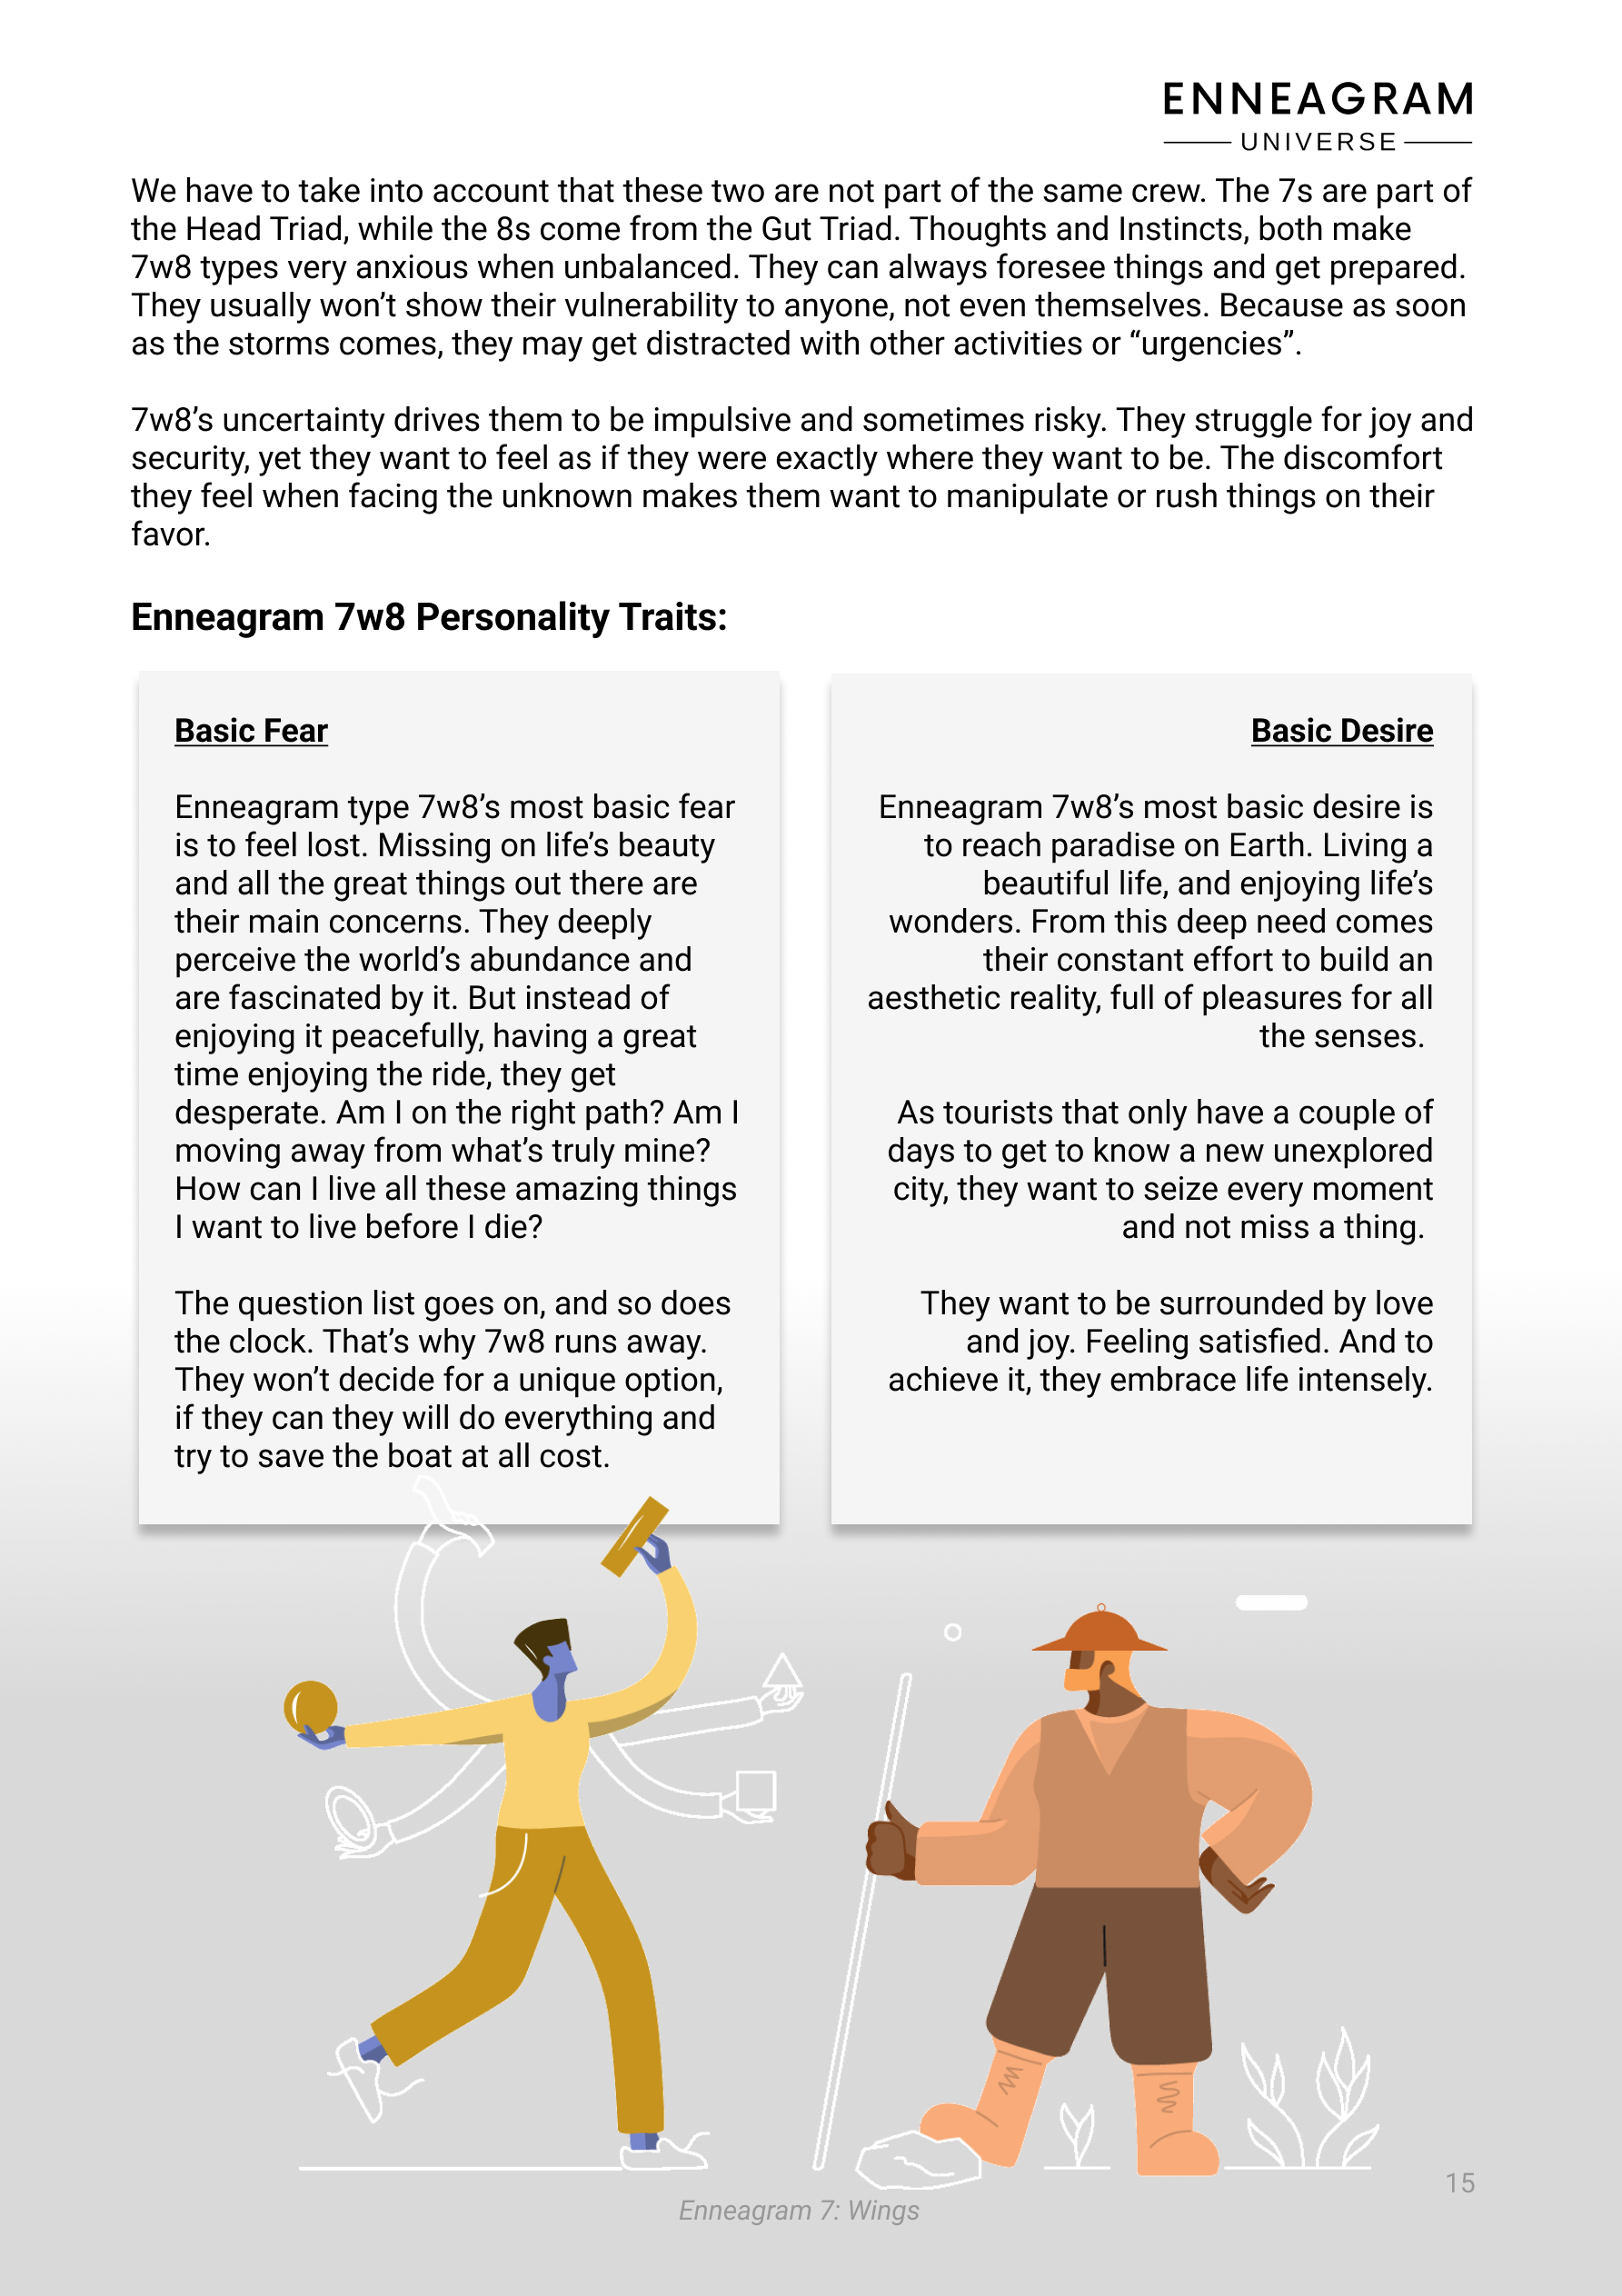 ENNEAGRAM
UNIVERSE
We have to take into account that these two are not part of the same crew. The 7s are part of
the Head Triad, while the 8s come from the Gut Triad. Thoughts and Instincts, both make
7w8 types very anxious when unbalanced. They can always foresee things and get prepared.
They usually won’t show their vulnerability to anyone, not even themselves. Because as soon
as the storms comes, they may get distracted with other activities or “urgencies”.
7w8’s uncertainty drives them to be impulsive and sometimes risky. They struggle for joy and
security, yet they want to feel as if they were exactly where they want to be. The discomfort
they feel when facing the unknown makes them want to manipulate or rush things on their
favor.
Enneagram 7w8 Personality Traits:
Basic Fear
Enneagram type 7w8’s most basic fear
is to feel lost. Missing on life’s beauty
and all the great things out there are
their main concerns. They deeply
perceive the world’s abundance and
are fascinated by it. But instead of
enjoying it peacefully, having a great
time enjoying the ride, they get
desperate. Am I on the right path? Am I
moving away from what’s truly mine?
How can I live all these amazing things
I want to live before I die?
The question list goes on, and so does
the clock. That’s why 7w8 runs away.
They won’t decide for a unique option,
if they can they will do everything and
try to save the boat at all cost.
Basic Desire
Enneagram 7w8’s most basic desire is
to reach paradise on Earth. Living a
beautiful life, and enjoying life’s
wonders. From this deep need comes
their constant effort to build an
aesthetic reality, full of pleasures for all
the senses.
As tourists that only have a couple of
days to get to know a new unexplored
city, they want to seize every moment
and not miss a thing.
They want to be surrounded by love
and joy. Feeling satisfied. And to
achieve it, they embrace life intensely.
15
Enneagram 7: Wings